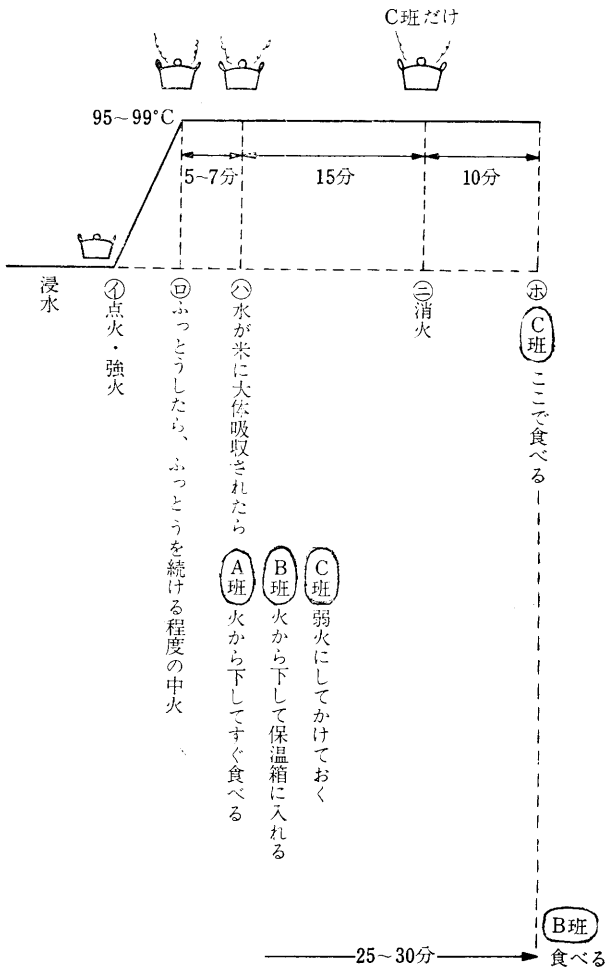 C班だけ
95~99°C
5~7分
15分
10分
浸水
㋑点火・強火
㋺ふっとうしたら、ふっとうを続ける程度の中火
㋩水が米に大体吸収されたら
A班 火から下してすぐ食べる
B班 火から下して保温箱に入れる
C班 弱火にしてかけておく
㋥消火
㋭C班 ここで食べる
25~30分
B班
食べる